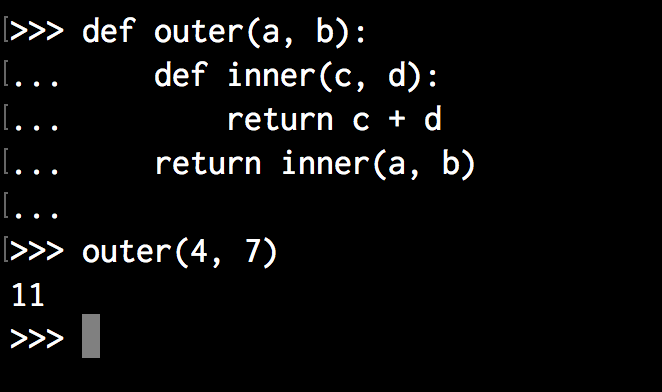 >>> def outer(a, b):
...     def inner(c, d):
...         return c + d
...     return inner(a, b)
...
>>> outer(4, 7)
11
>>>